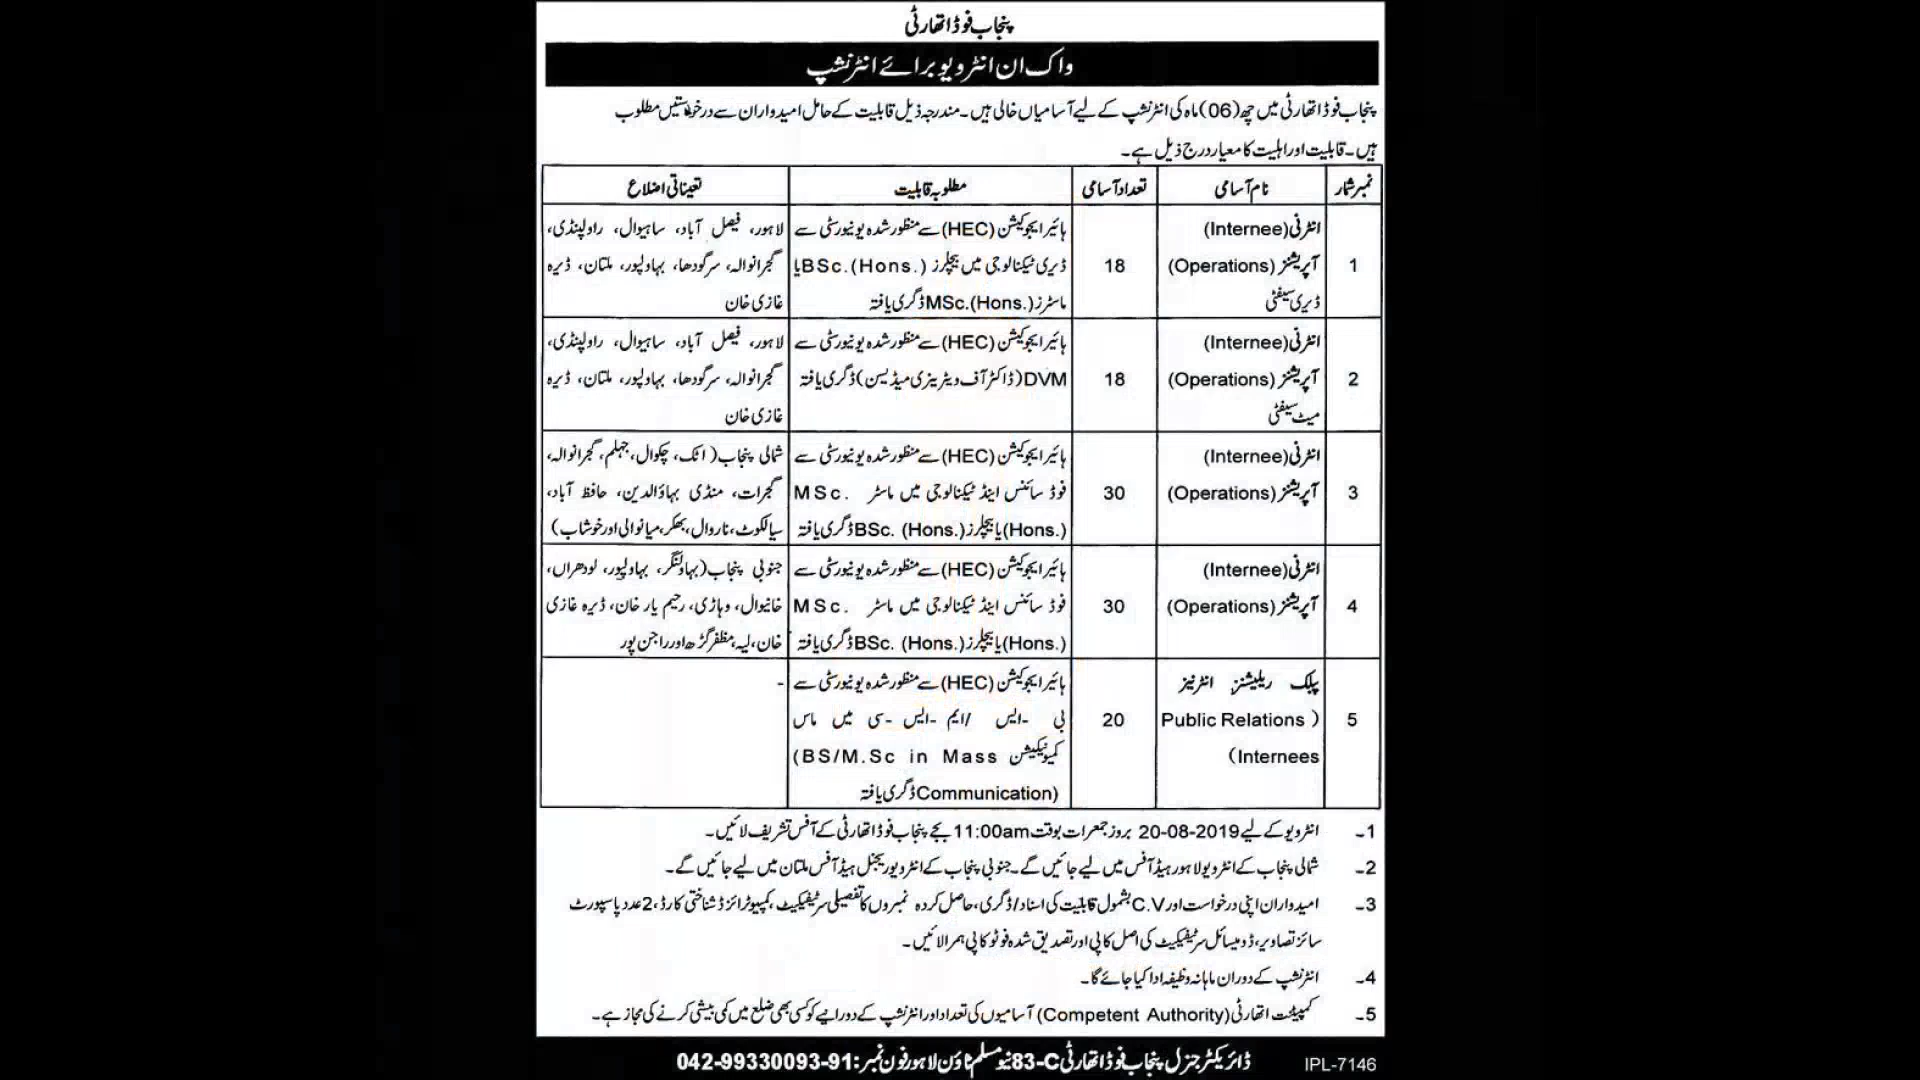 پنجاب فوڈ اتھارٹی
واک ان انٹرویو برائے انٹرنشپ
پنجاب فوڈ اتھارٹی میں چھ (06) ماہ کی انٹرنشپ کے لیے آسامیاں خالی ہیں۔ مندرجہ ذیل قابلیت کے حامل امیدواران سے درخواستیں مطلوب
ہیں۔ قابلیت اور اہلیت کا معیار درج ذیل ہے۔
نمبر شمار نام آسامی تعداد آسامی مطلوبہ قابلیت تعیناتی اضلاع
1
انٹرنی (Internee)
آپریشنز (Operations)
ڈیری سیفٹی
18
ہائیر ایجوکیشن (HEC) سے منظور شدہ یونیورسٹی سے
ڈیری ٹیکنالوجی میں بیچلرز BSc.(Hons.) یا
ماسٹرز MSc.(Hons.) ڈگری یافتہ
لاہور، فیصل آباد، ساہیوال، راولپنڈی،
گجرانوالہ، سرگودھا، بہاولپور، ملتان، ڈیرہ
غازی خان
2
انٹرنی (Internee)
آپریشنز (Operations)
میٹ سیفٹی
18
ہائیر ایجوکیشن (HEC) سے منظور شدہ یونیورسٹی سے
DVM (ڈاکٹر آف ویٹرینری میڈیسن) ڈگری یافتہ
لاہور، فیصل آباد، ساہیوال، راولپنڈی،
گجرانوالہ، سرگودھا، بہاولپور، ملتان، ڈیرہ
غازی خان
3
انٹرنی (Internee)
آپریشنز (Operations)
30
ہائیر ایجوکیشن (HEC) سے منظور شدہ یونیورسٹی سے
فوڈ سائنس اینڈ ٹیکنالوجی میں ماسٹر MSc.
(Hons.) یا بیچلرز BSc. (Hons.) ڈگری یافتہ
شمالی پنجاب (اٹک، چکوال، جہلم، گجرانوالہ،
گجرات، منڈی بہاؤالدین، حافظ آباد،
سیالکوٹ، نارووال، بھکر، میانوالی اور خوشاب)
4
انٹرنی (Internee)
آپریشنز (Operations)
30
ہائیر ایجوکیشن (HEC) سے منظور شدہ یونیورسٹی سے
فوڈ سائنس اینڈ ٹیکنالوجی میں ماسٹر MSc.
(Hons.) یا بیچلرز BSc. (Hons.) ڈگری یافتہ
جنوبی پنجاب (بہاولنگر، بہاولپور، لودھراں،
خانیوال، وہاڑی، رحیم یار خان، ڈیرہ غازی
خان، لیہ، مظفر گڑھ اور راجن پور
5
پبلک ریلیشنز انٹرنیز
(Public Relations
Internees)
20
ہائیر ایجوکیشن (HEC) سے منظور شدہ یونیورسٹی سے
بی -ایس /ایم -ایس -سی میں ماس
کمیونیکیشن (BS/M.Sc in Mass
Communication) ڈگری یافتہ
-
1۔ انٹرویو کے لیے 20-08-2019 بروز جمعرات بوقت 11:00am بجے پنجاب فوڈ اتھارٹی کے آفس تشریف لائیں۔
2۔ شمالی پنجاب کے انٹرویو لاہور ہیڈ آفس میں لیے جائیں گے۔ جنوبی پنجاب کے انٹرویو ریجنل ہیڈ آفس ملتان میں لیے جائیں گے۔
3۔ امیدواران اپنی درخواست اور C.V بشمول قابلیت کی اسناد/ڈگری، حاصل کردہ نمبروں کا تفصیلی سرٹیفکیٹ، کمپیوٹرائزڈ شناختی کارڈ، 2 عدد پاسپورٹ
سائز تصاویر، ڈومیسائل سرٹیفکیٹ کی اصل کاپی اور تصدیق شدہ فوٹو کاپی ہمراہ لائیں۔
4۔ انٹرنشپ کے دوران ماہانہ وظیفہ ادا کیا جائے گا۔
5۔ کمپیٹنٹ اتھارٹی (Competent Authority) آسامیوں کی تعداد اور انٹرنشپ کے دورانیے کو کسی بھی ضلع میں کمی بیشی کرنے کی مجاز ہے۔
ڈائریکٹر جنرل پنجاب فوڈ اتھارٹی 83-C نیو مسلم ٹاؤن لاہور فون نمبر: 042-99330093-91
IPL-7146